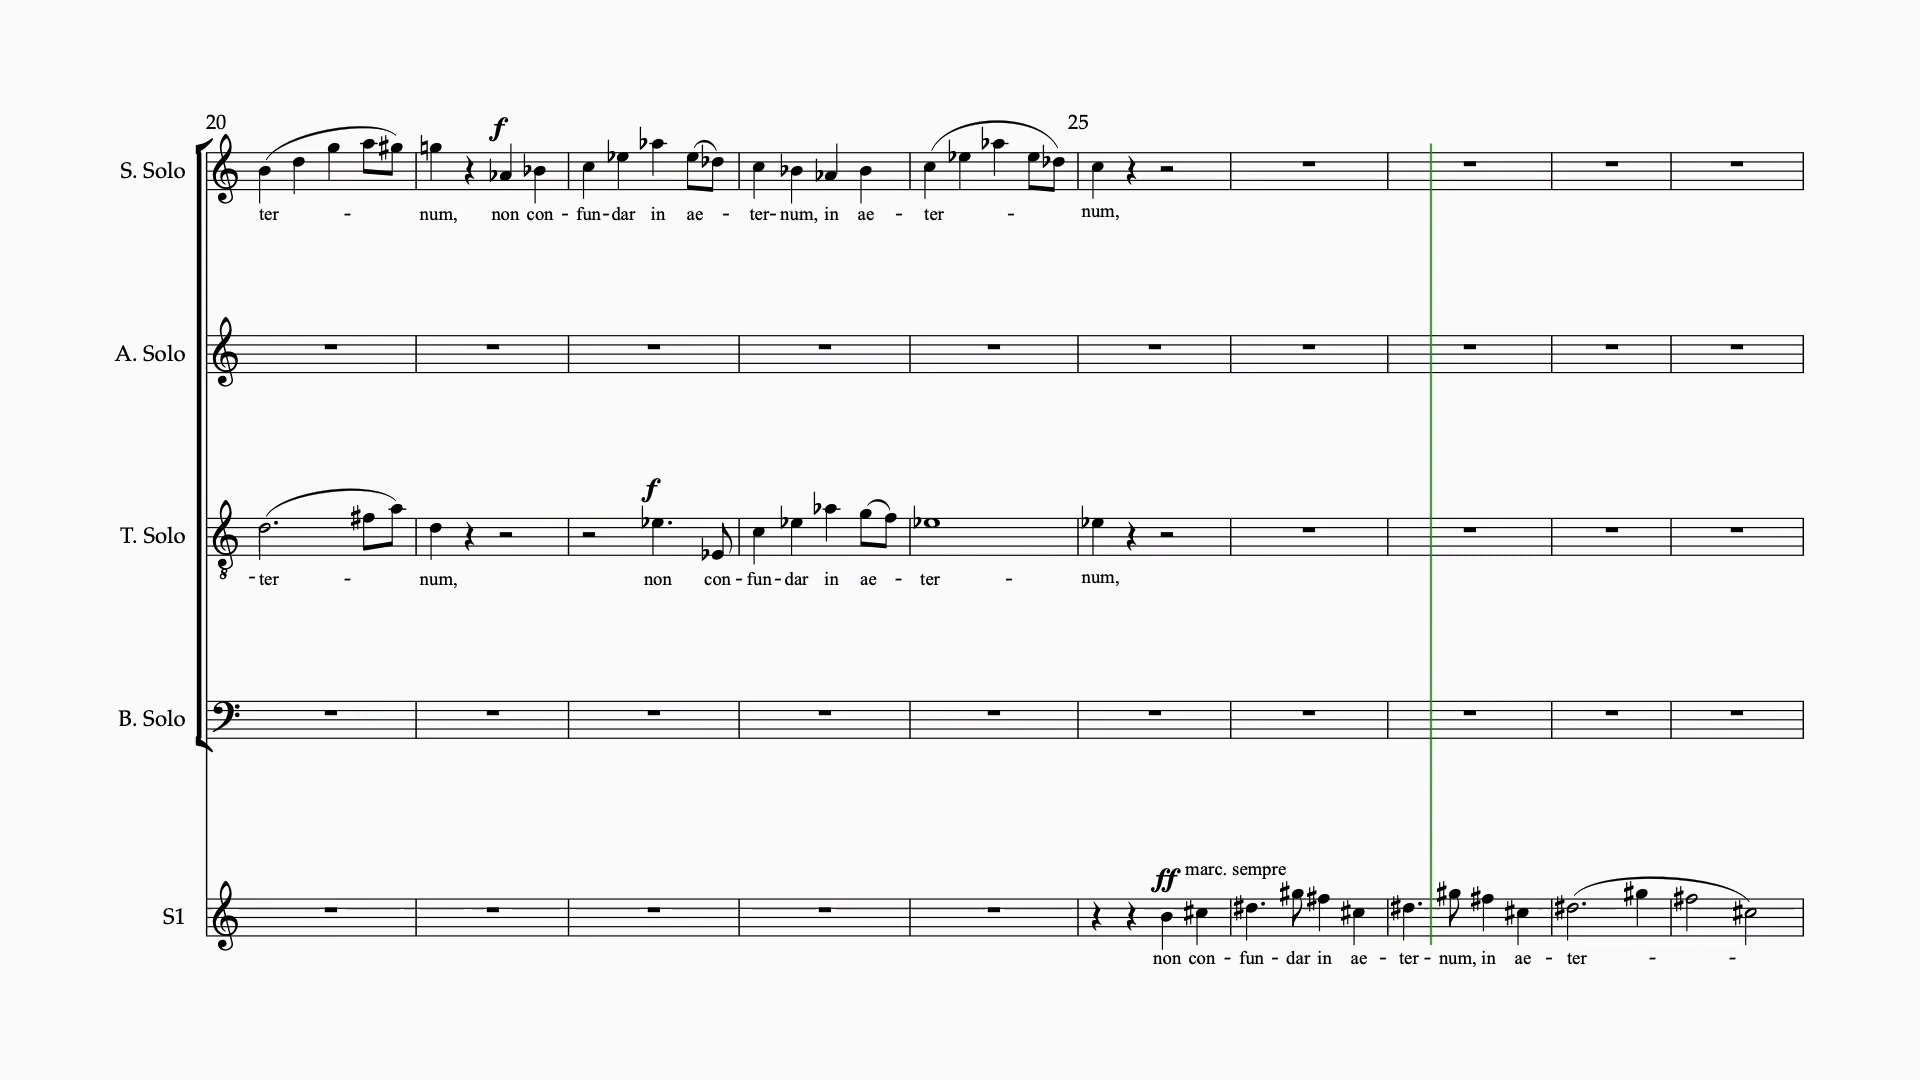 20
25
f
S. Solo
ter - num, non con - fun - dar in ae - ter - num, in ae - ter - num,
A. Solo
f
T. Solo
8
- ter - num, non con - fun - dar in ae - ter - num,
B. Solo
ff marc. sempre
S1
non con - fun - dar in ae - ter - num, in ae - ter - -